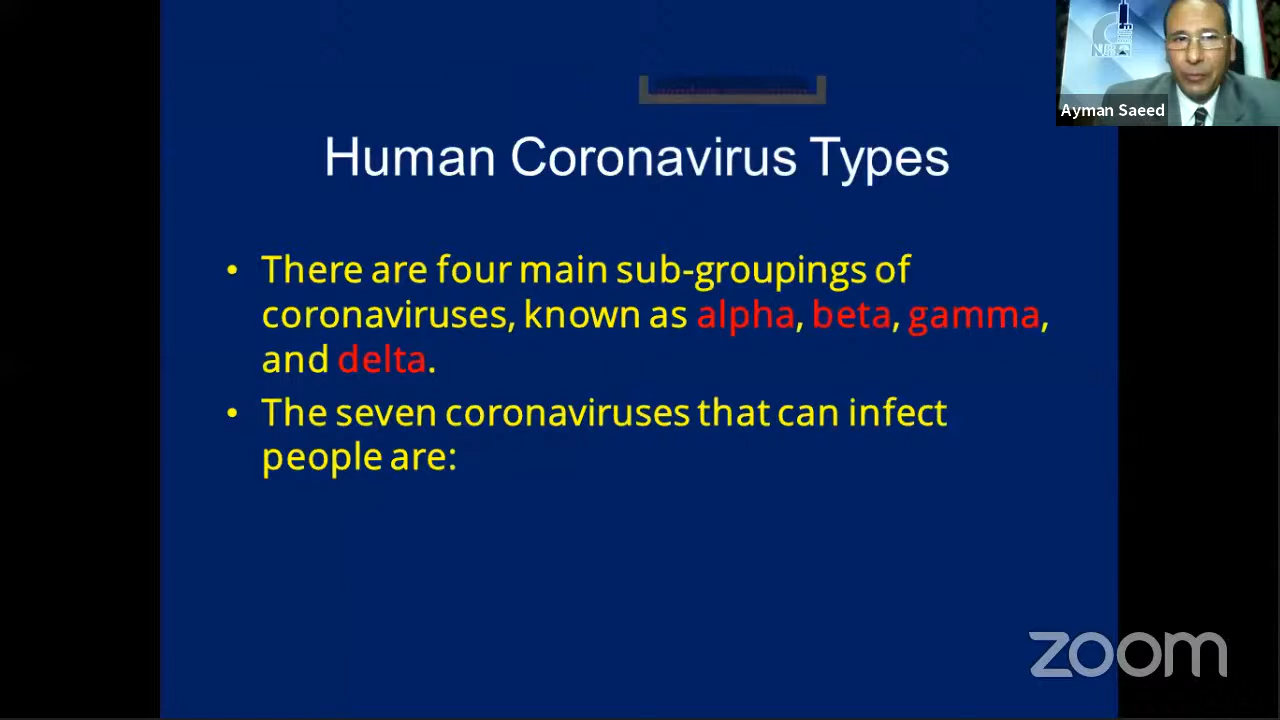 Ayman Saeed
Human Coronavirus Types
• There are four main sub-groupings of
coronaviruses, known as alpha, beta, gamma,
and delta.
• The seven coronaviruses that can infect
people are:
zoom